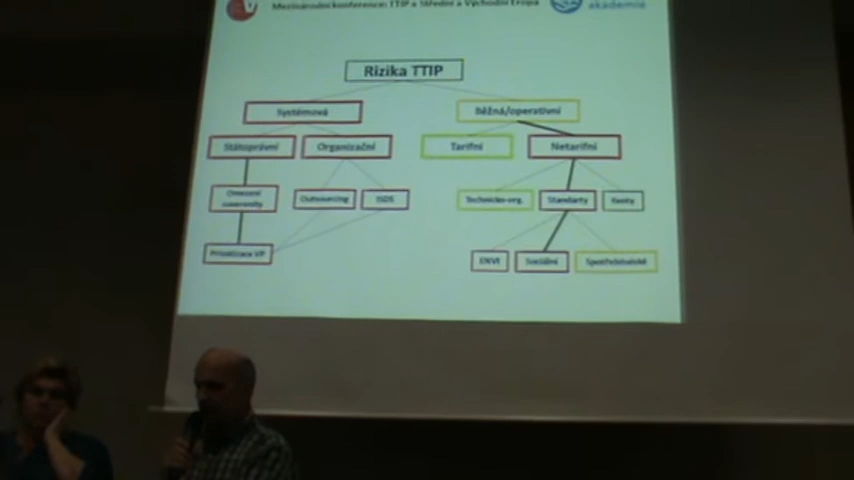 Mezinárodní konference: TTIP a Střední a Východní Evropa
akademie
Rizika TTIP
Systémová
Běžná/operativní
Státoprávní
Organizační
Tarifní
Netarifní
Omezení
suverenity
Outsourcing
ISDS
Technicko-org.
Standarty
Privatizace VP
ENVI
Sociální
Spotřebitelské